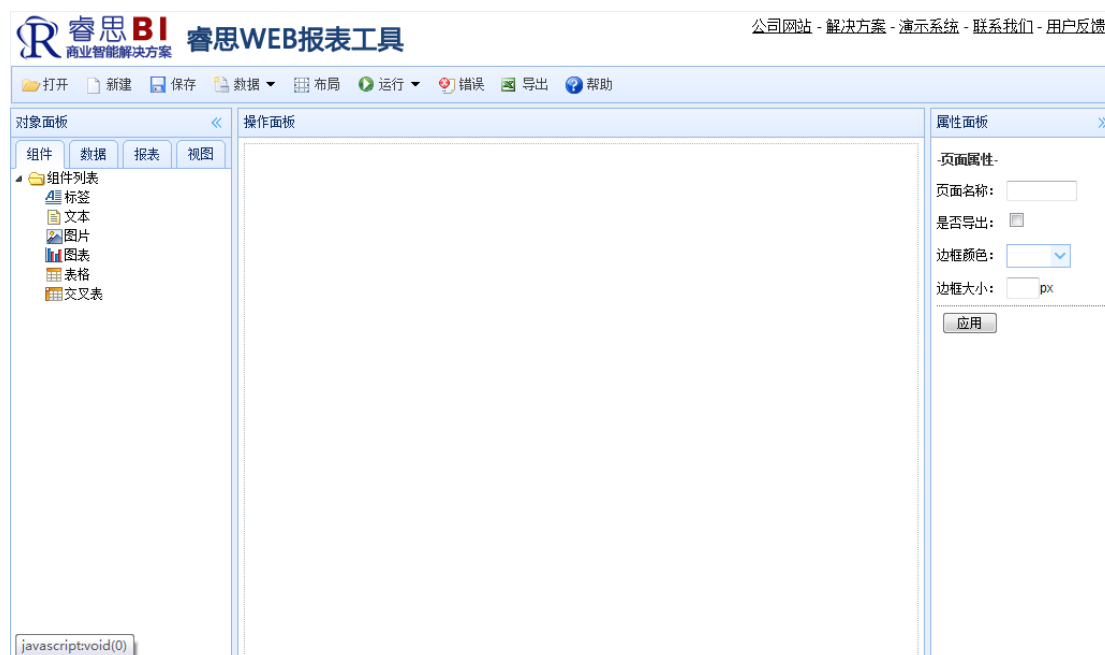 睿思BI
商业智能解决方案
睿思WEB报表工具
公司网站 - 解决方案 - 演示系统 - 联系我们 - 用户反馈
打开 新建 保存 数据 布局 运行 错误 导出 帮助
对象面板
操作面板
属性面板
组件 数据 报表 视图
组件列表
标签
文本
图片
图表
表格
交叉表
-页面属性-
页面名称：
是否导出：
边框颜色：
边框大小： px
应用
javascript:void(0)